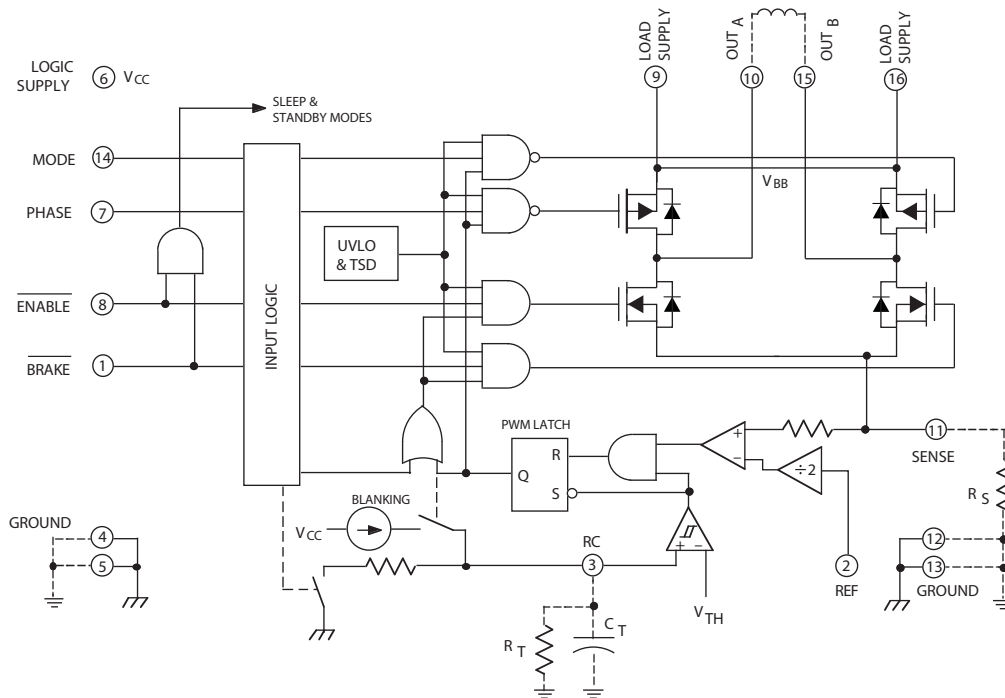 LOAD
SUPPLY
OUT A
OUT B
LOAD
SUPPLY
9
10
15
16
LOGIC
SUPPLY
6
VCC
SLEEP &
STANDBY MODES
MODE
14
PHASE
7
ENABLE
8
BRAKE
1
INPUT LOGIC
UVLO
& TSD
VBB
PWM LATCH
R
Q
S
+
−
÷2
11
SENSE
RS
BLANKING
VCC
GROUND
4
5
RC
3
+ −
VTH
2
REF
12
13
GROUND
RT
CT